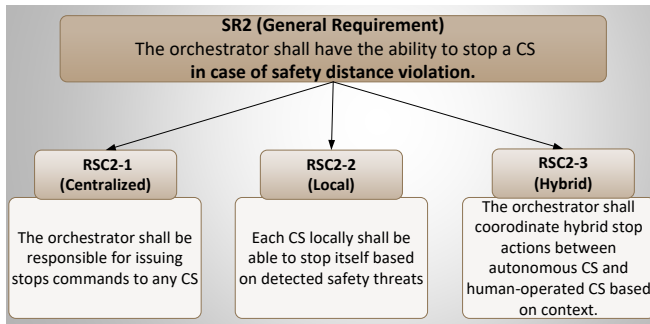 SR2 (General Requirement)
The orchestrator shall have the ability to stop a CS
in case of safety distance violation.
RSC2-1
(Centralized)
The orchestrator shall be
responsible for issuing
stops commands to any CS
RSC2-2
(Local)
Each CS locally shall be
able to stop itself based
on detected safety threats
RSC2-3
(Hybrid)
The orchestrator shall
cooordinate hybrid stop
actions between
autonomous CS and
human-operated CS based
on context.